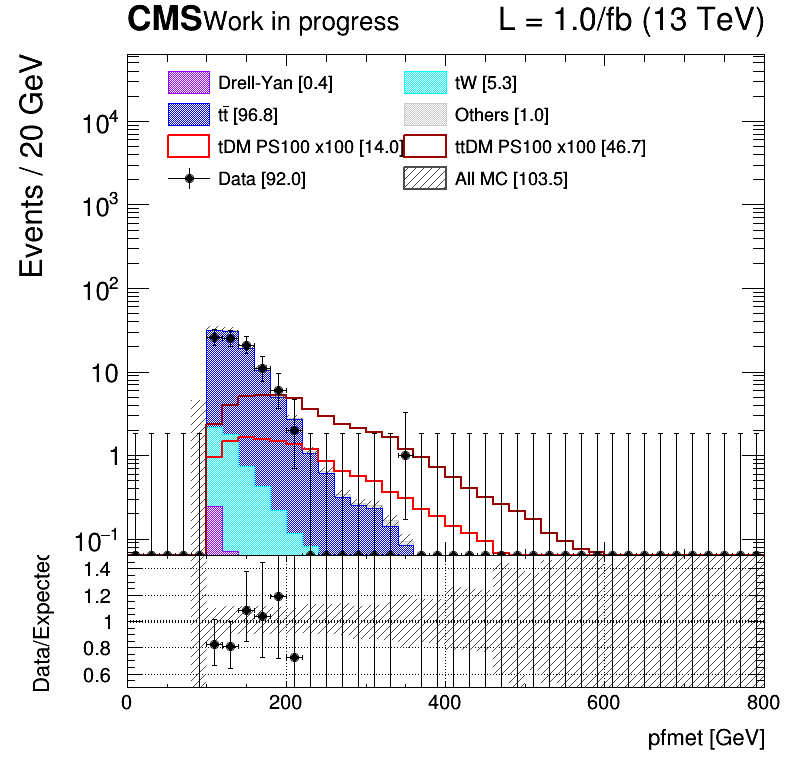 CMS Work in progress L = 1.0/fb (13 TeV)
Events / 20 GeV
Drell-Yan [0.4] tW [5.3]
tt̄ [96.8] Others [1.0]
tDM PS100 x100 [14.0] ttDM PS100 x100 [46.7]
Data [92.0] All MC [103.5]
10⁴
10³
10²
10
1
10⁻¹
Data/Expected
1.4
1.2
1
0.8
0.6
0 200 400 600 800
pfmet [GeV]